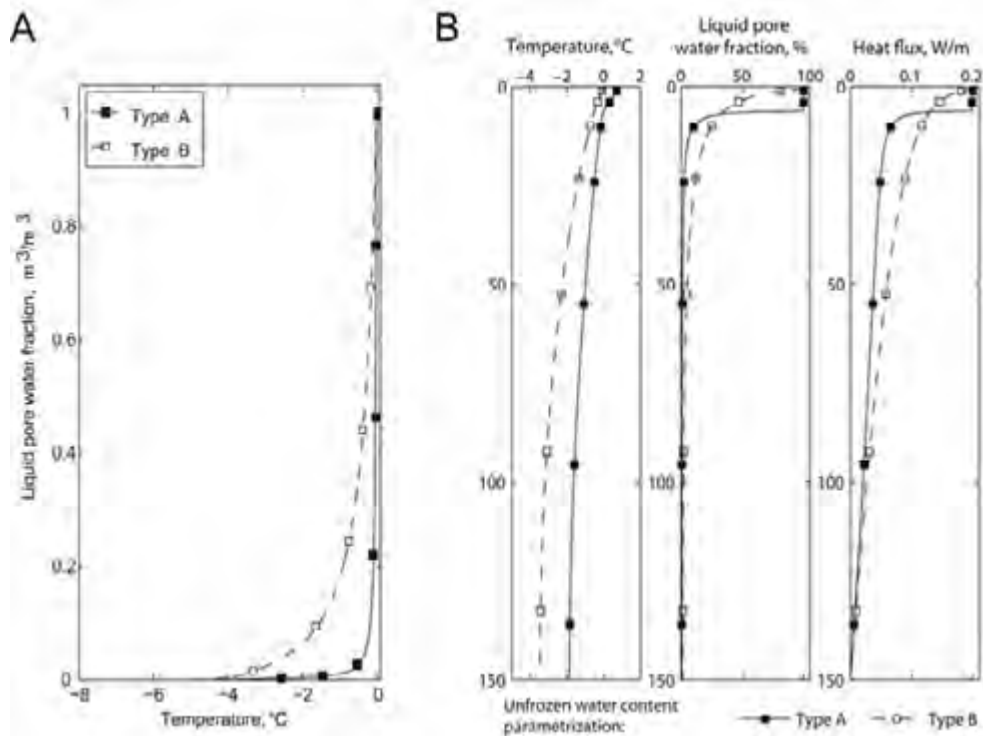 A
Liquid pore water fraction, m³/m³
1
0.8
0.6
0.4
0.2
0
Type A
Type B
−8 −6 −4 −2 0
Temperature, °C
B
Temperature, °C
−4 −2 0 2
Liquid pore
water fraction, %
0 50 100
Heat flux, W/m
0 0.1 0.2
0
50
100
150
0
50
100
150
0
50
100
150
Unfrozen water content
parametrization:
Type A Type B